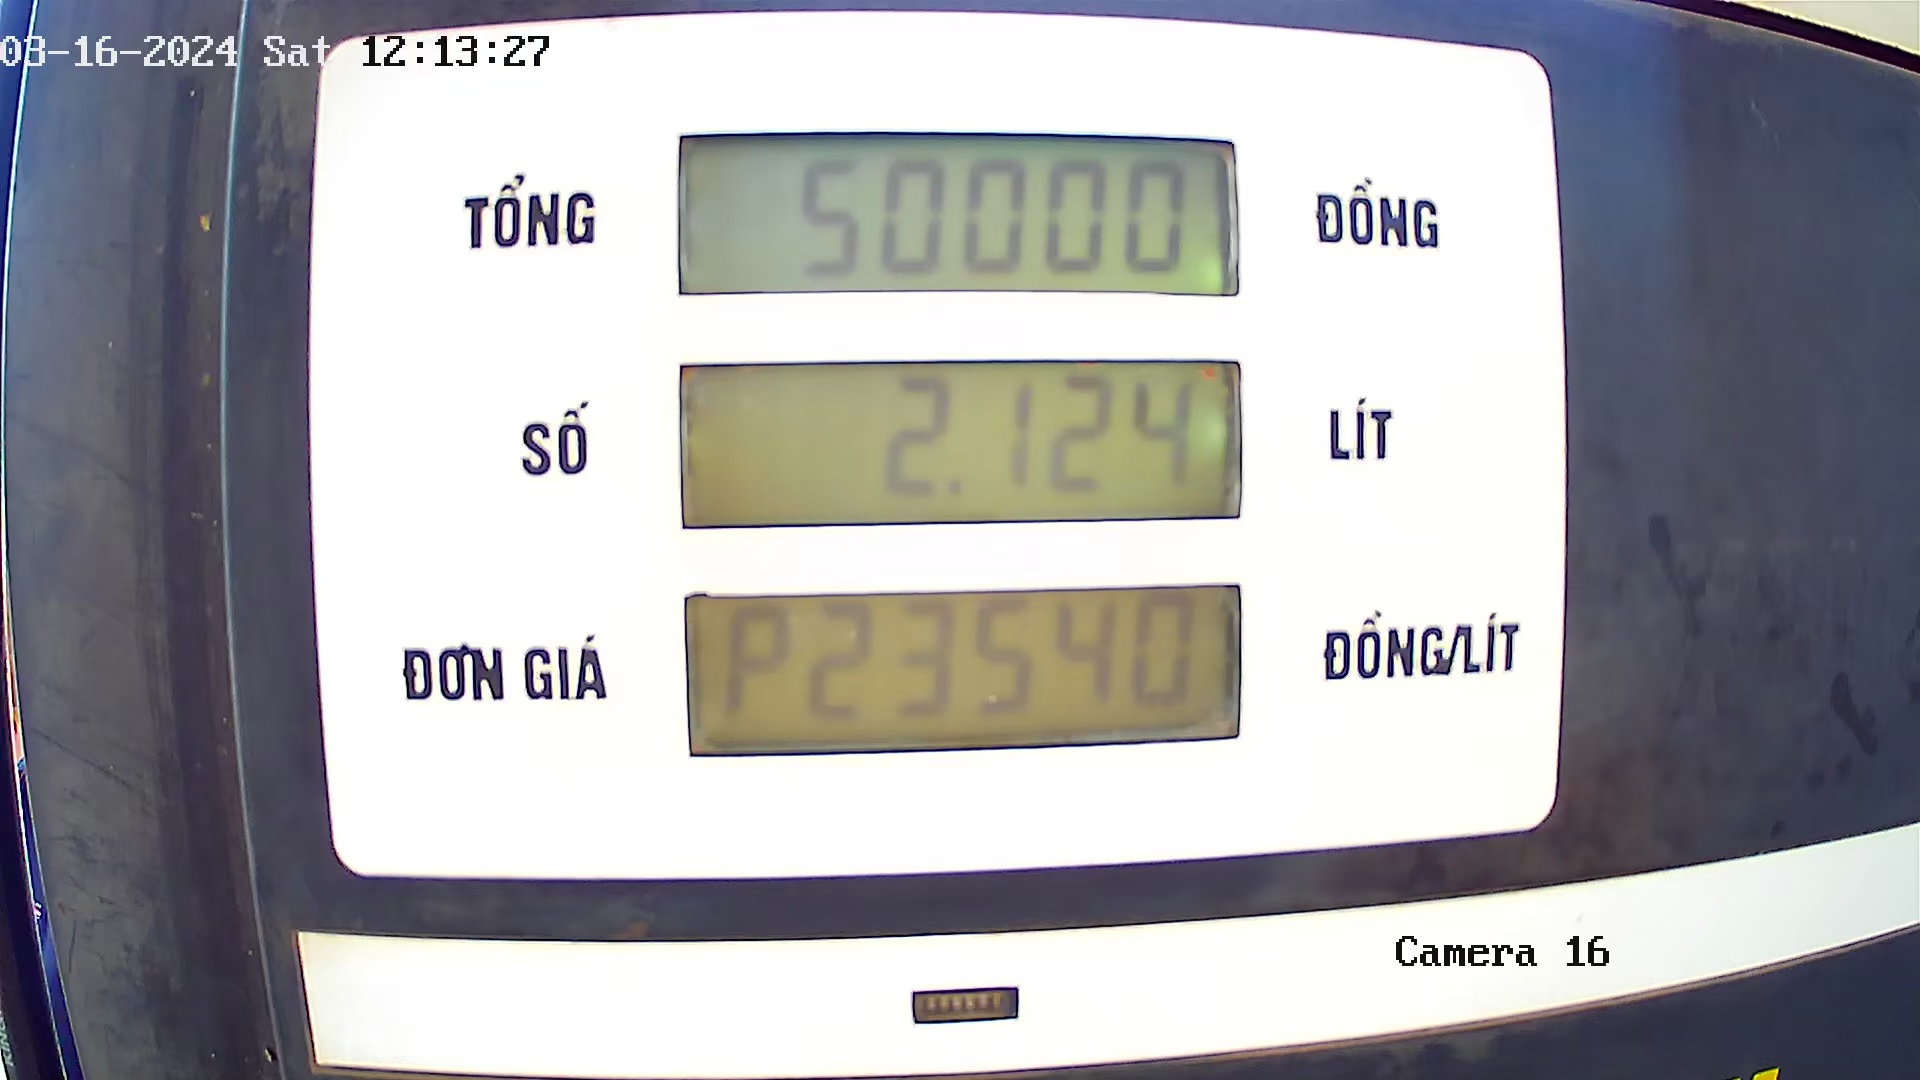 03-16-2024 Sat 12:13:27
TỔNG 50000 ĐỒNG
SỐ 2.124 LÍT
ĐƠN GIÁ P23540 ĐỒNG/LÍT
Camera 16